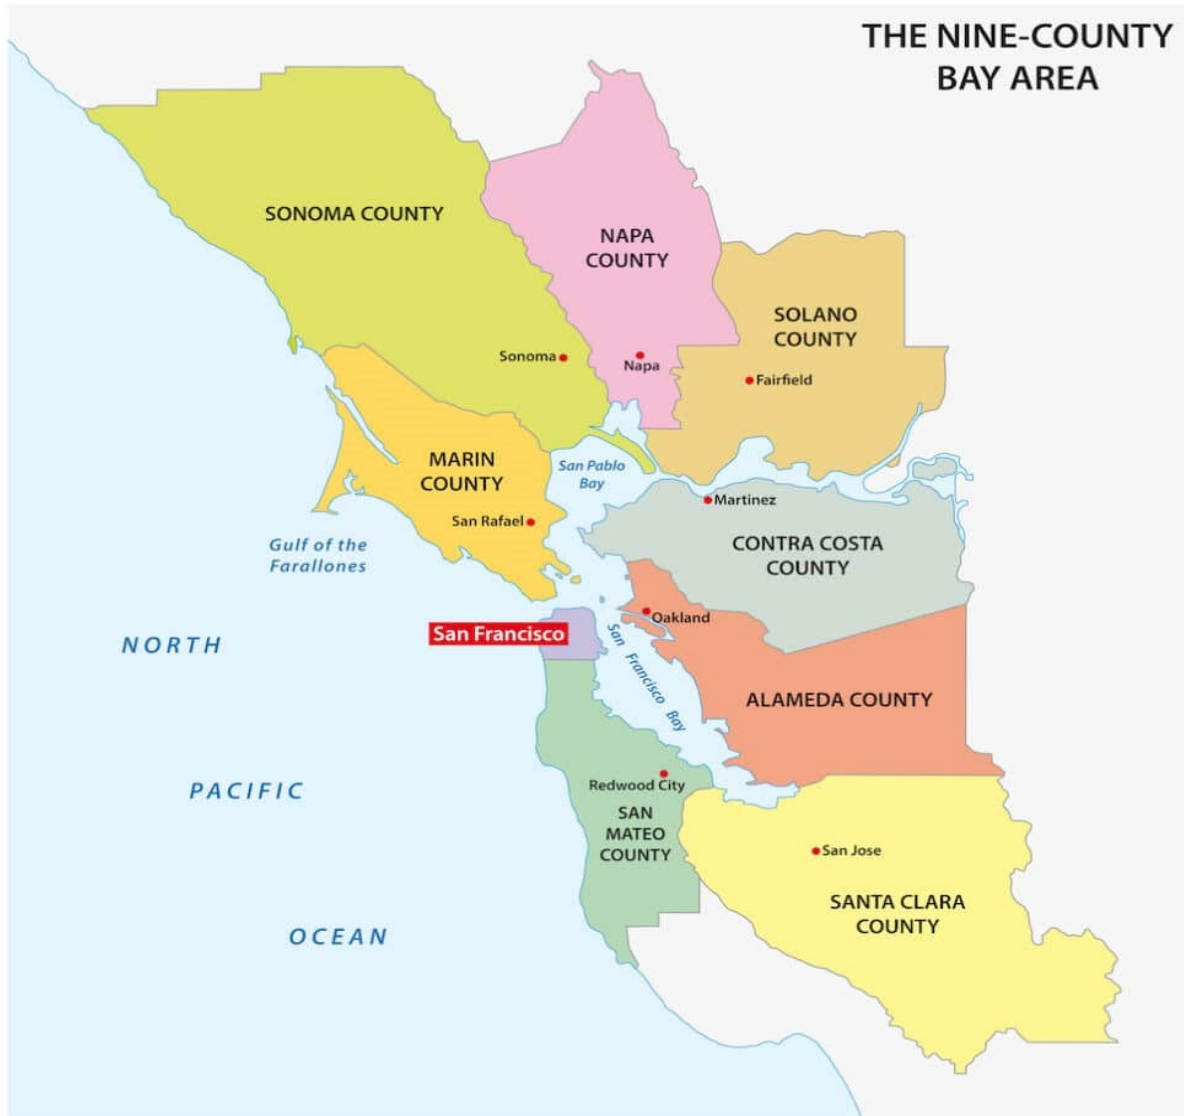 THE NINE-COUNTY
BAY AREA
SONOMA COUNTY
NAPA
COUNTY
SOLANO
COUNTY
Sonoma
Napa
Fairfield
MARIN
COUNTY
San Pablo
Bay
Martinez
San Rafael
Gulf of the
Farallones
CONTRA COSTA
COUNTY
Oakland
San Francisco
NORTH
San Francisco Bay
ALAMEDA COUNTY
PACIFIC
Redwood City
SAN
MATEO
COUNTY
San Jose
SANTA CLARA
COUNTY
OCEAN